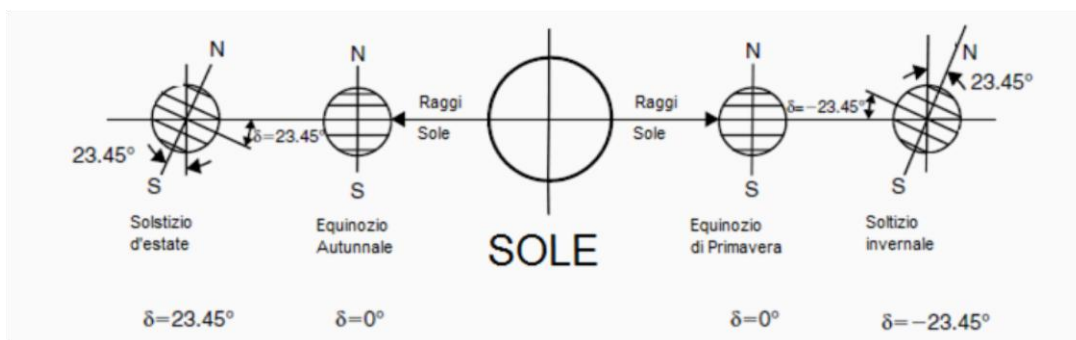 N
23.45°
S
δ=23.45°
Solstizio
d'estate
δ=23.45°
N
S
Equinozio
Autunnale
δ=0°
Raggi
Sole
SOLE
Raggi
Sole
N
S
Equinozio
di Primavera
δ=0°
δ=−23.45°
N
23.45°
S
Soltizio
invernale
δ=−23.45°